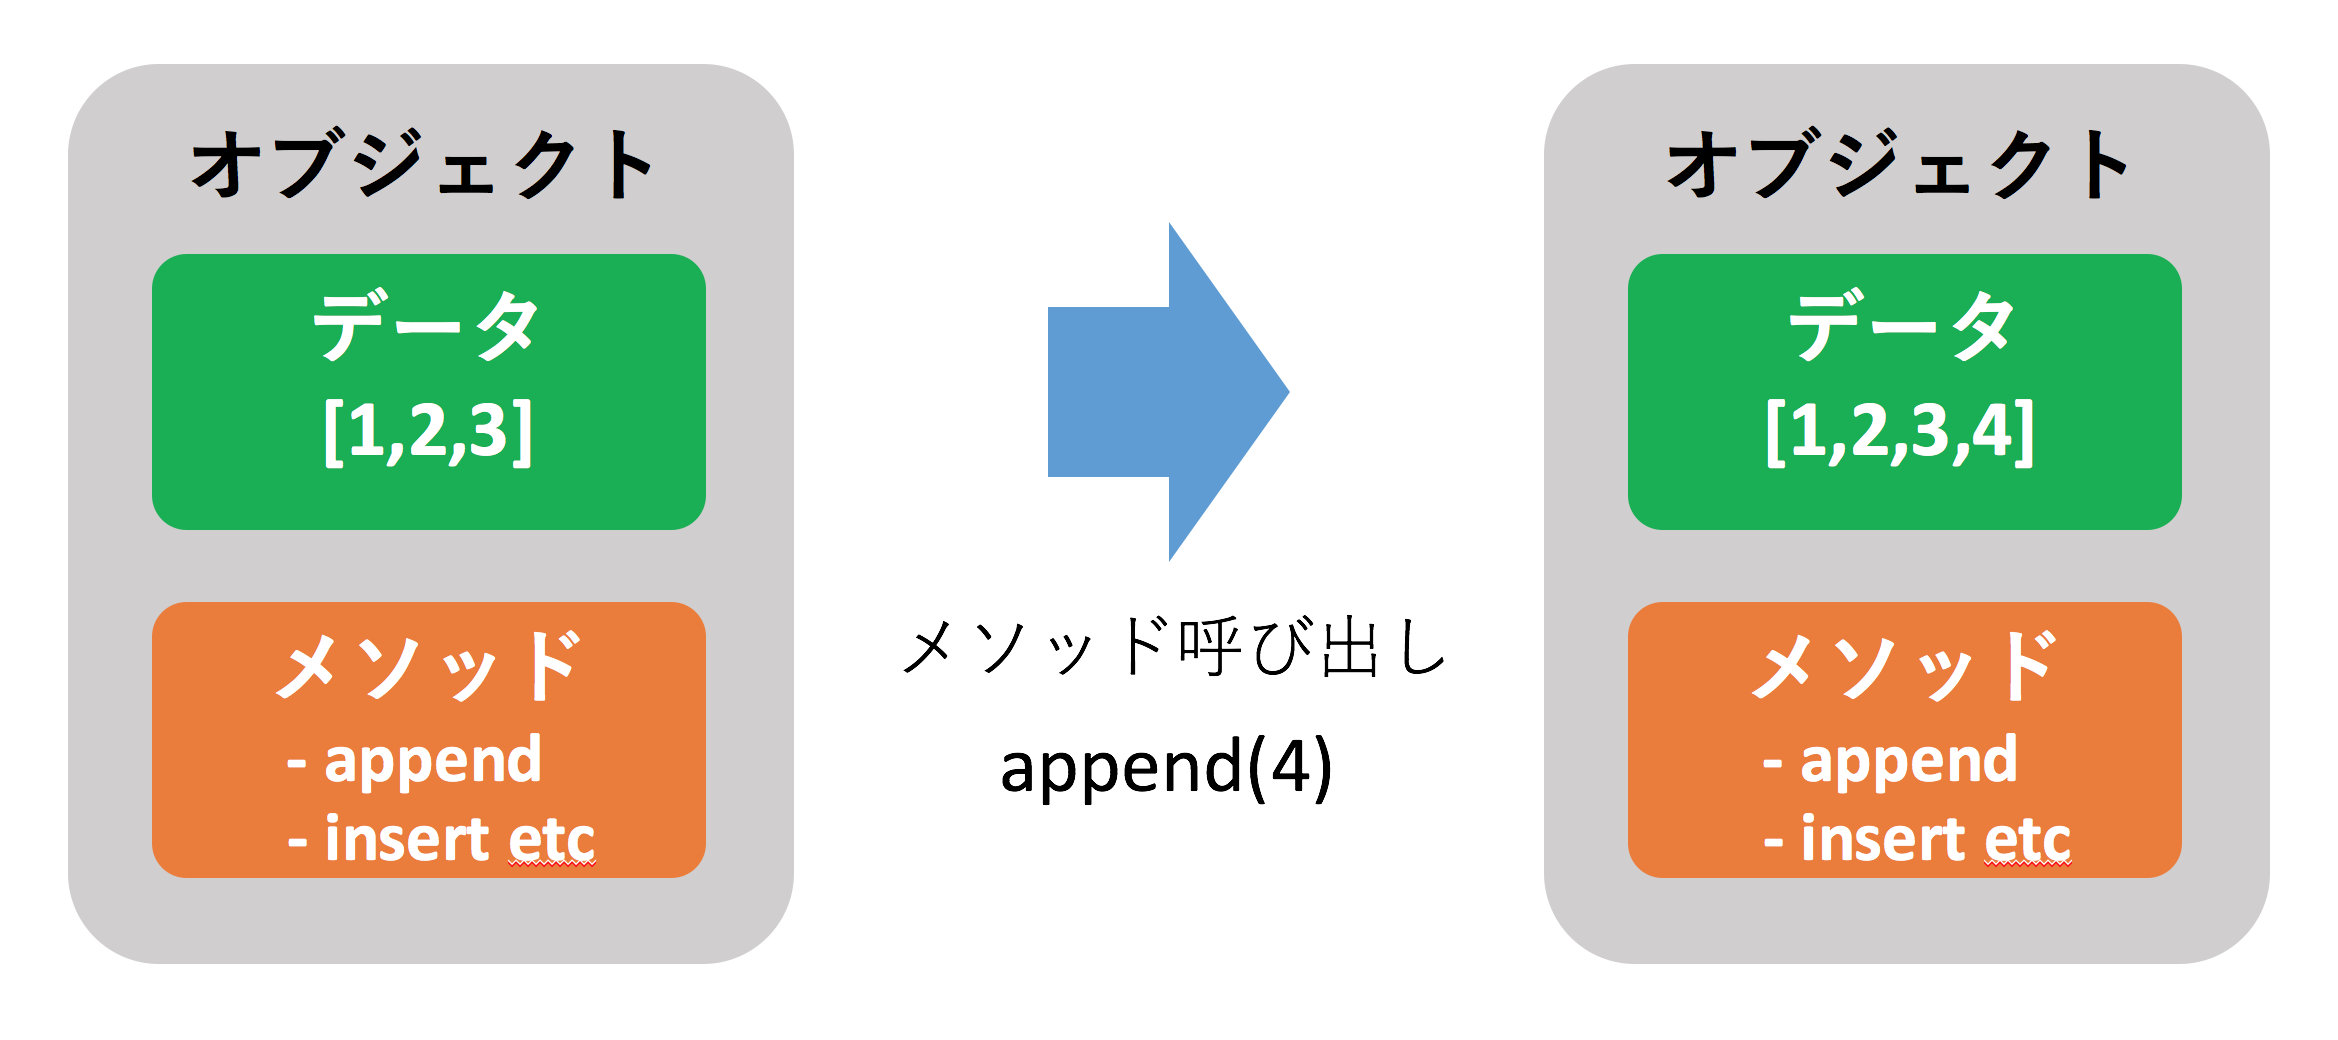 オブジェクト
データ
[1,2,3]
メソッド
- append
- insert etc
メソッド呼び出し
append(4)
オブジェクト
データ
[1,2,3,4]
メソッド
- append
- insert etc